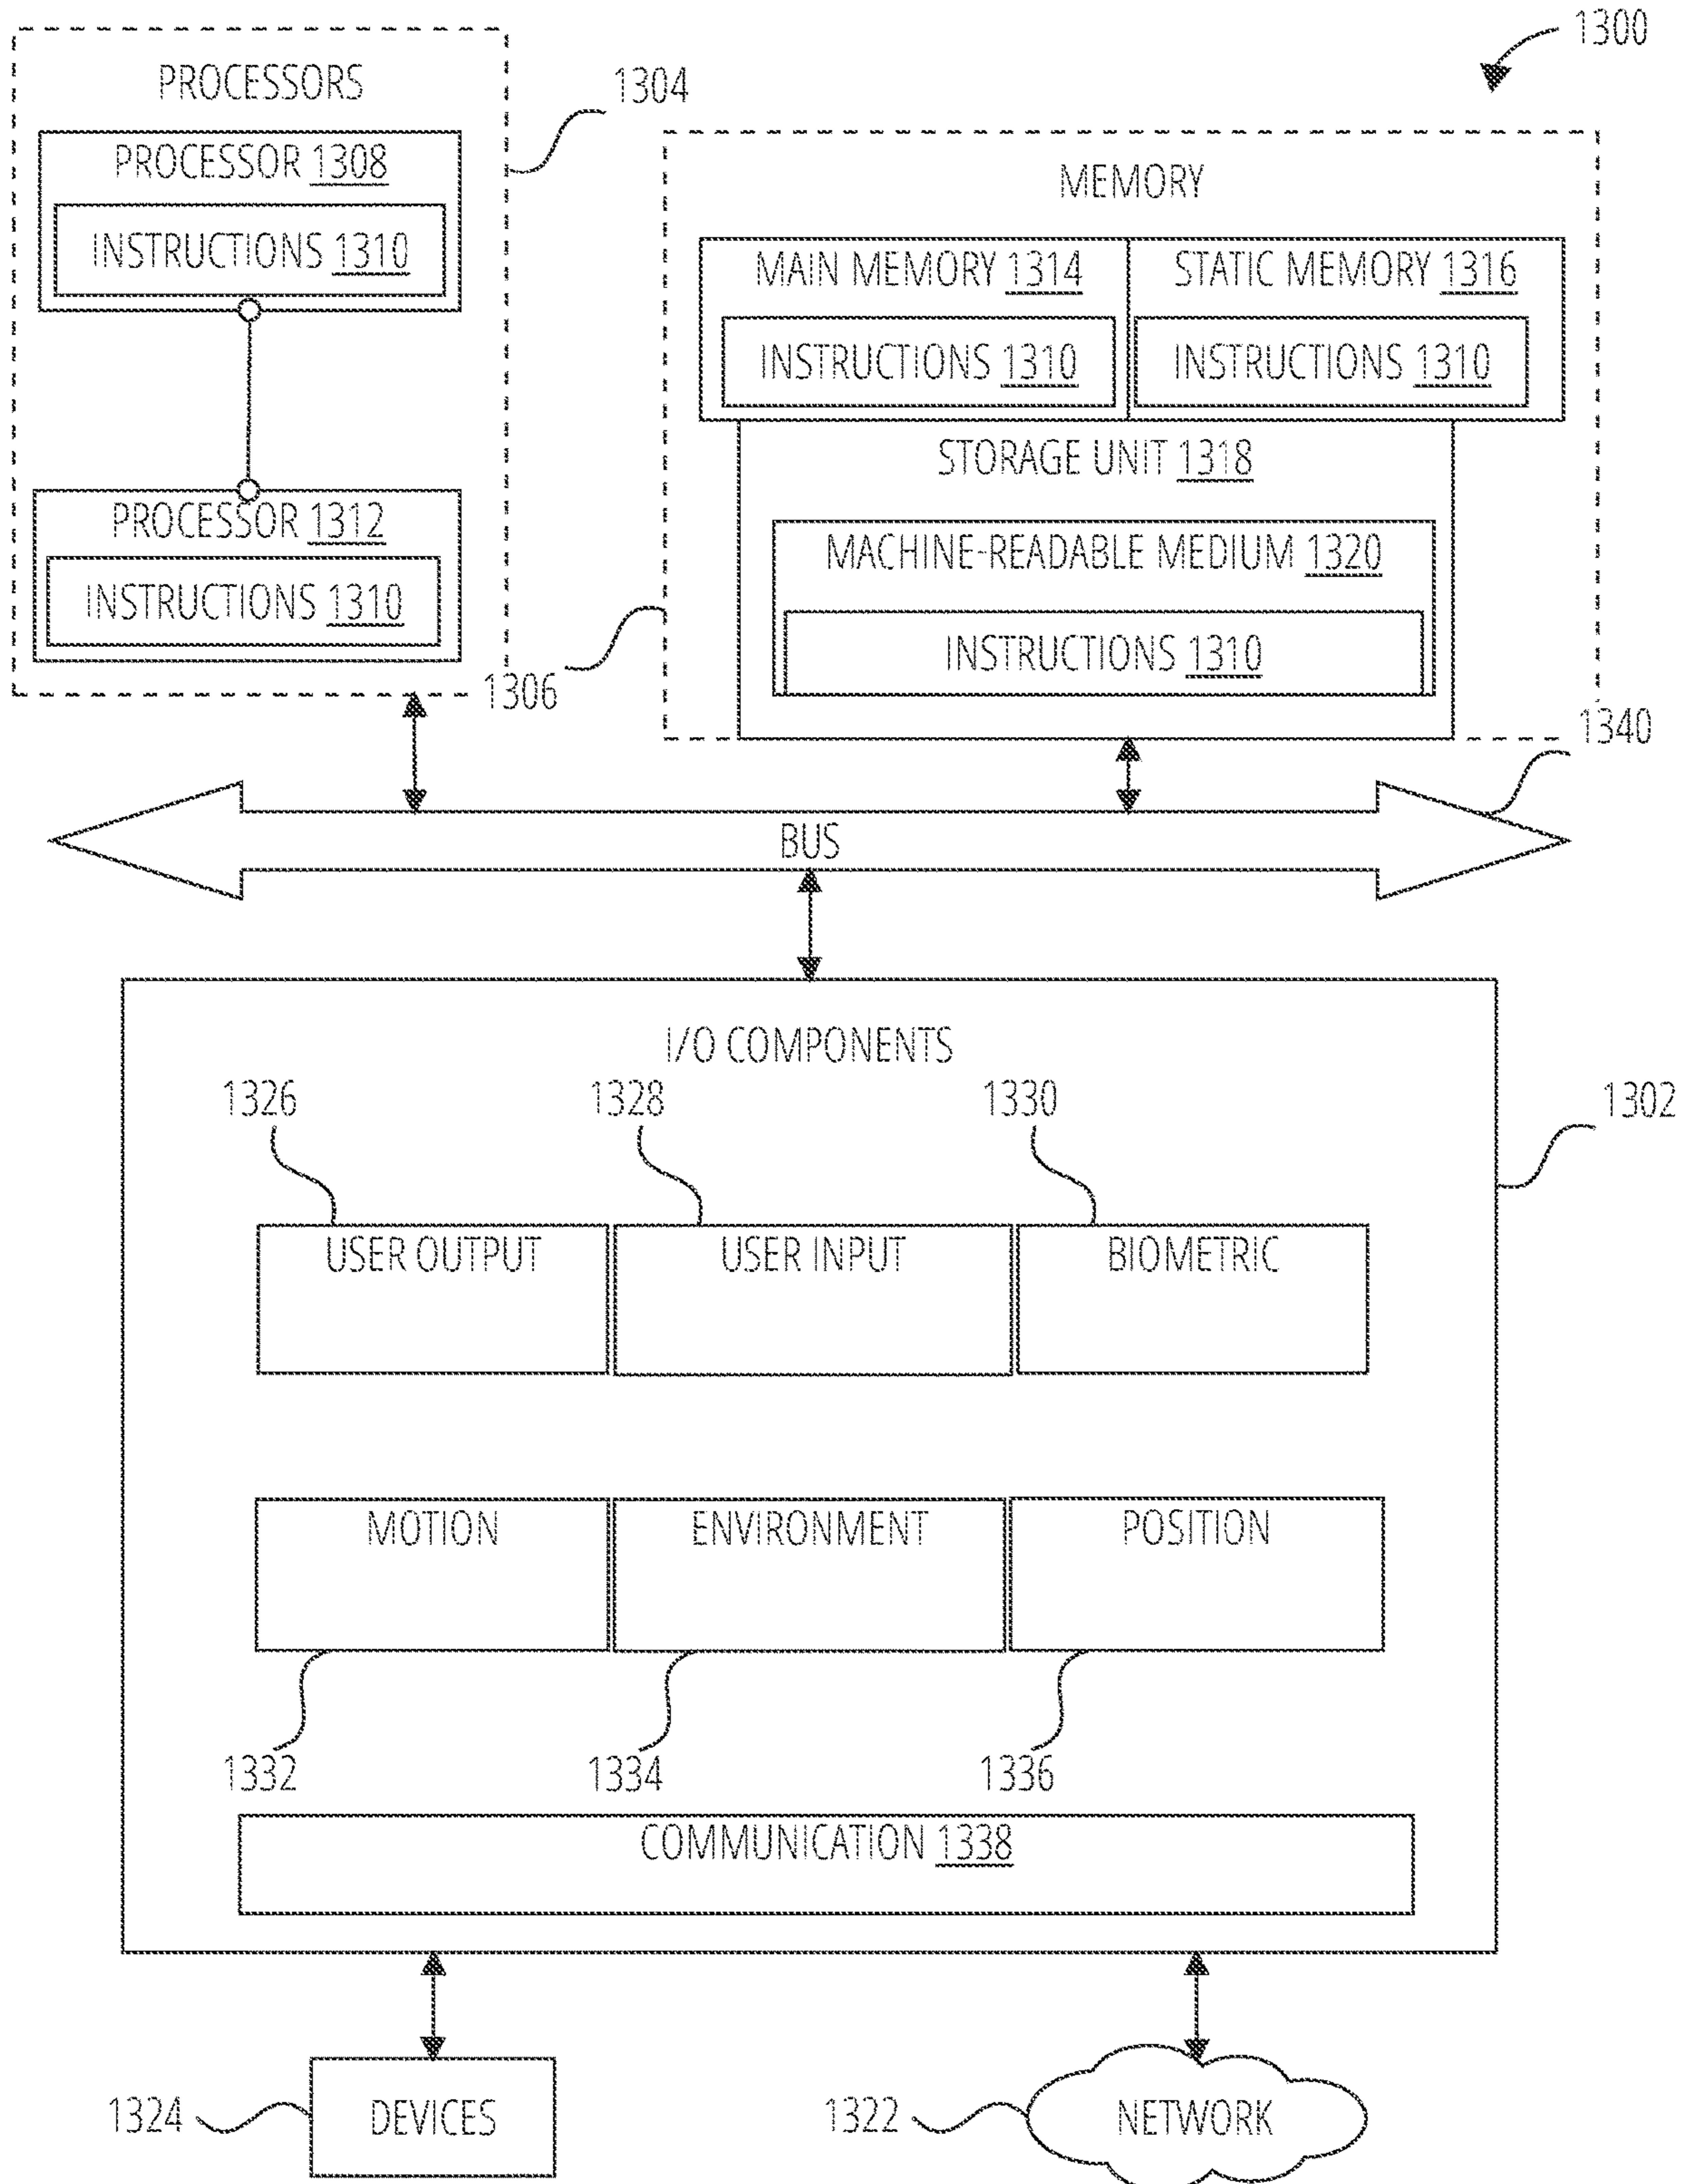 1300
PROCESSORS
1304
PROCESSOR 1308
INSTRUCTIONS 1310
PROCESSOR 1312
INSTRUCTIONS 1310
MEMORY
MAIN MEMORY 1314
STATIC MEMORY 1316
INSTRUCTIONS 1310
INSTRUCTIONS 1310
STORAGE UNIT 1318
MACHINE-READABLE MEDIUM 1320
INSTRUCTIONS 1310
1306
1340
BUS
I/O COMPONENTS
1326
1328
1330
1302
USER OUTPUT
USER INPUT
BIOMETRIC
MOTION
ENVIRONMENT
POSITION
1332
1334
1336
COMMUNICATION 1338
1324
DEVICES
1322
NETWORK